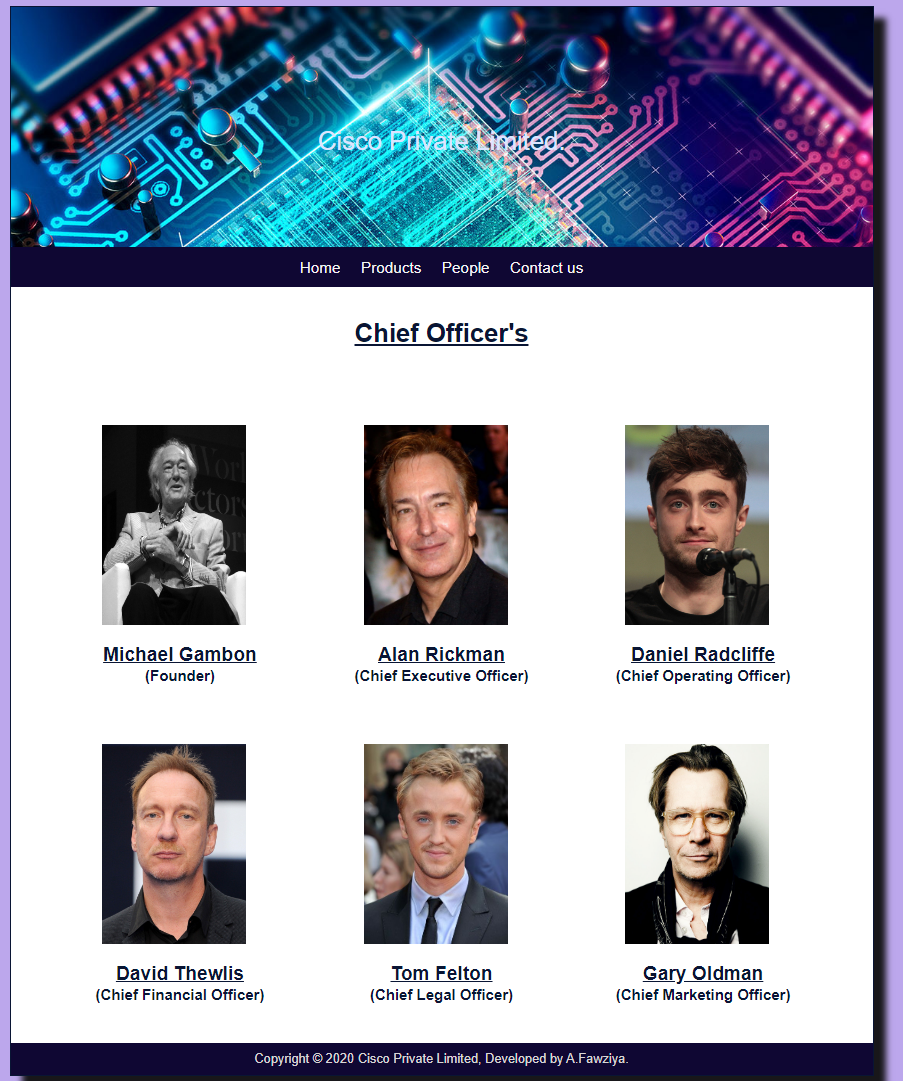 Cisco Private Limited.
Home Products People Contact us
Chief Officer's
Michael Gambon
(Founder)
Alan Rickman
(Chief Executive Officer)
Daniel Radcliffe
(Chief Operating Officer)
David Thewlis
(Chief Financial Officer)
Tom Felton
(Chief Legal Officer)
Gary Oldman
(Chief Marketing Officer)
Copyright © 2020 Cisco Private Limited, Developed by A.Fawziya.